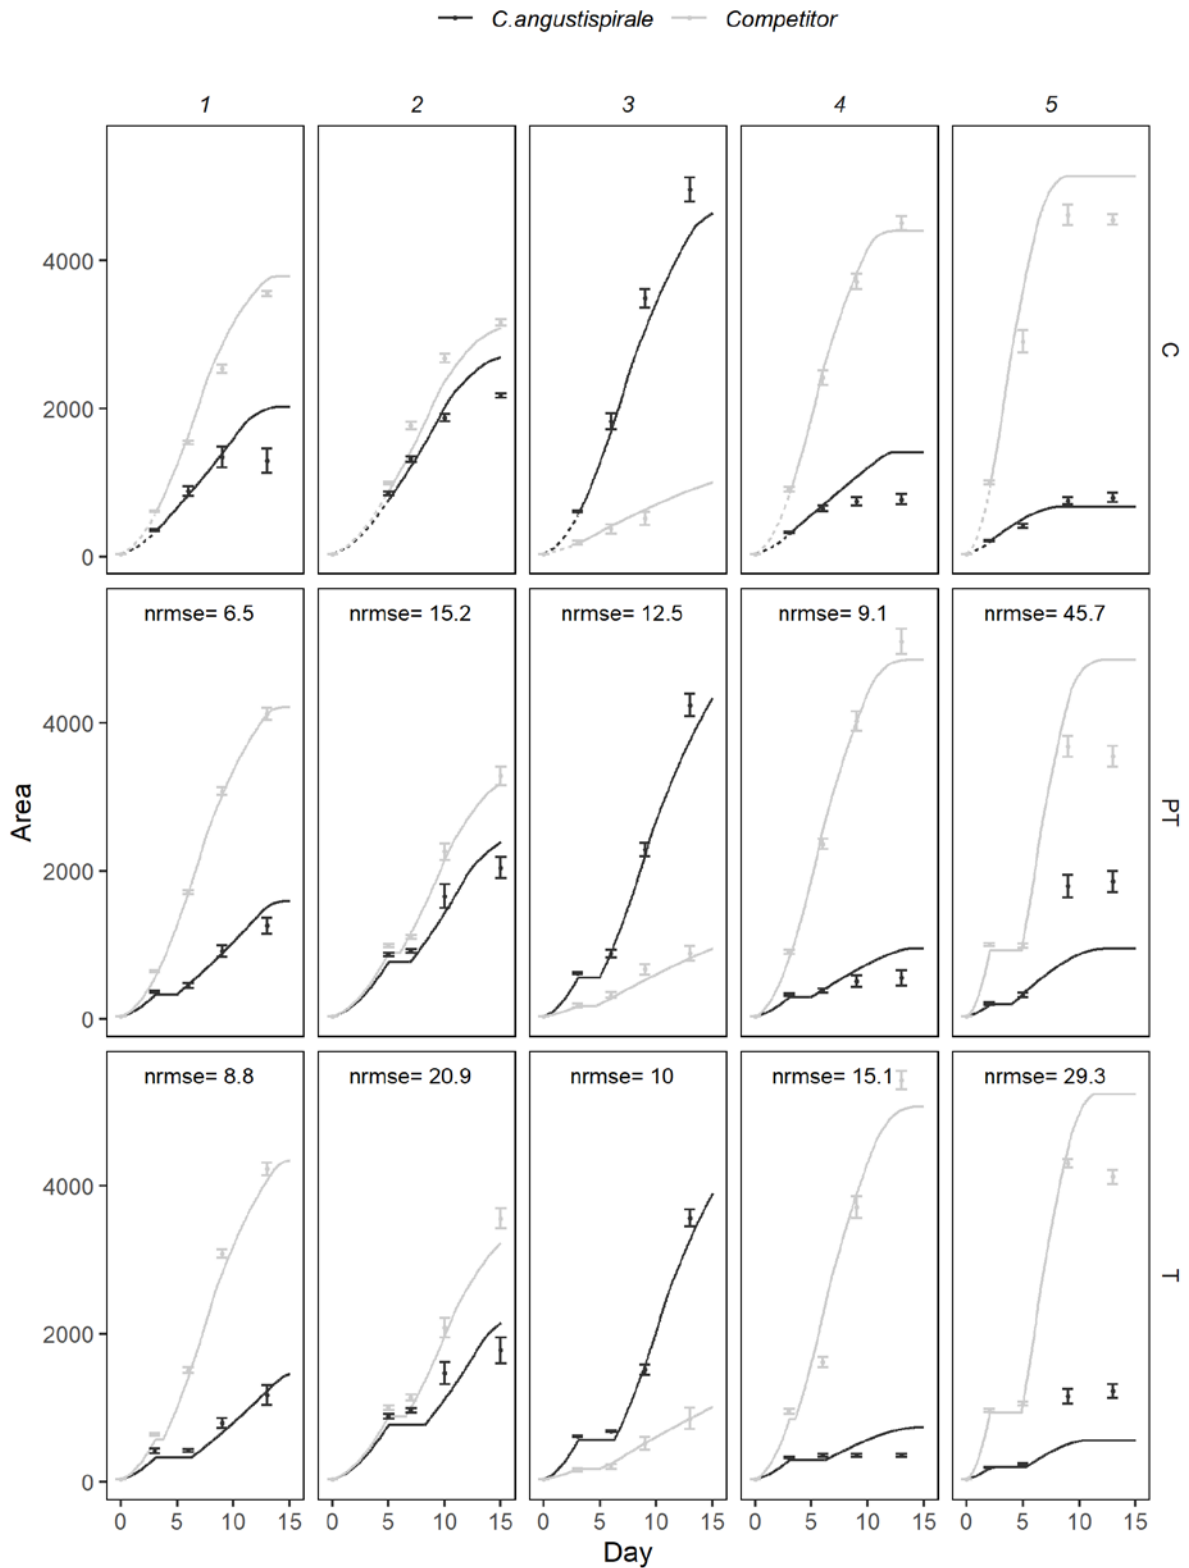 C.angustispirale Competitor
1 2 3 4 5
4000
2000
0
C
nrmse= 6.5 nrmse= 15.2 nrmse= 12.5 nrmse= 9.1 nrmse= 45.7
4000
2000
0
PT
Area
nrmse= 8.8 nrmse= 20.9 nrmse= 10 nrmse= 15.1 nrmse= 29.3
4000
2000
0
T
0 5 10 15 0 5 10 15 0 5 10 15 0 5 10 15 0 5 10 15
Day